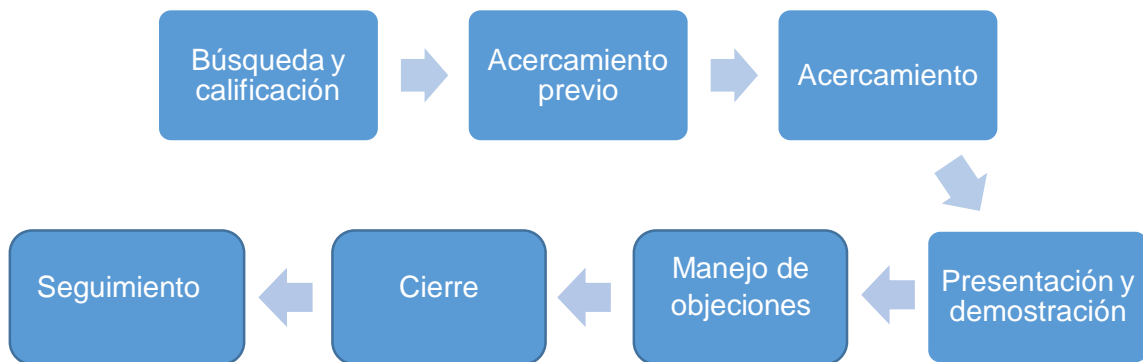 Búsqueda y
calificación
Acercamiento
previo
Acercamiento
Presentación y
demostración
Manejo de
objeciones
Cierre
Seguimiento